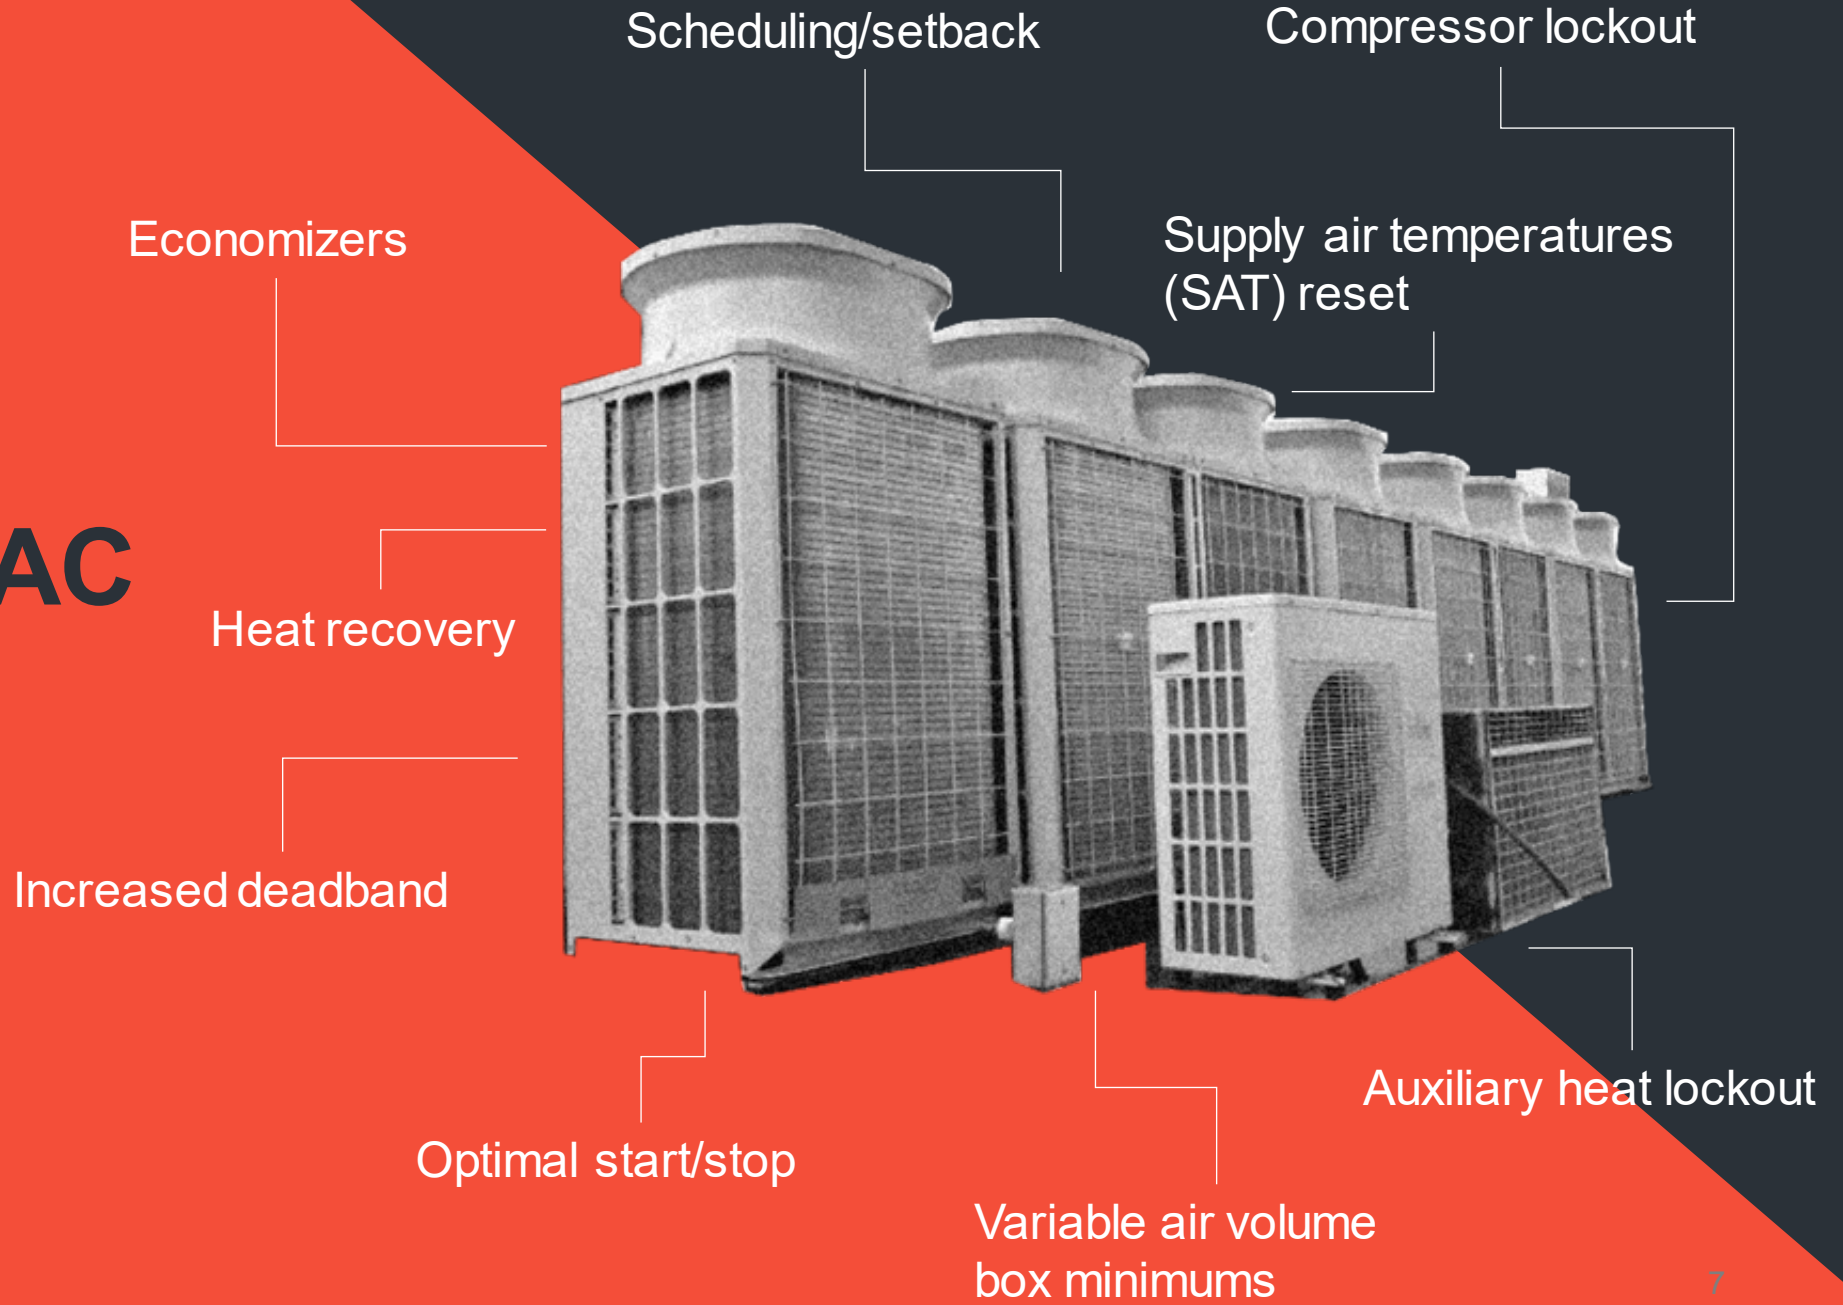 Scheduling/setback
Compressor lockout
Economizers
Supply air temperatures
(SAT) reset
AC
Heat recovery
Increased deadband
Auxiliary heat lockout
Optimal start/stop
Variable air volume
box minimums
7